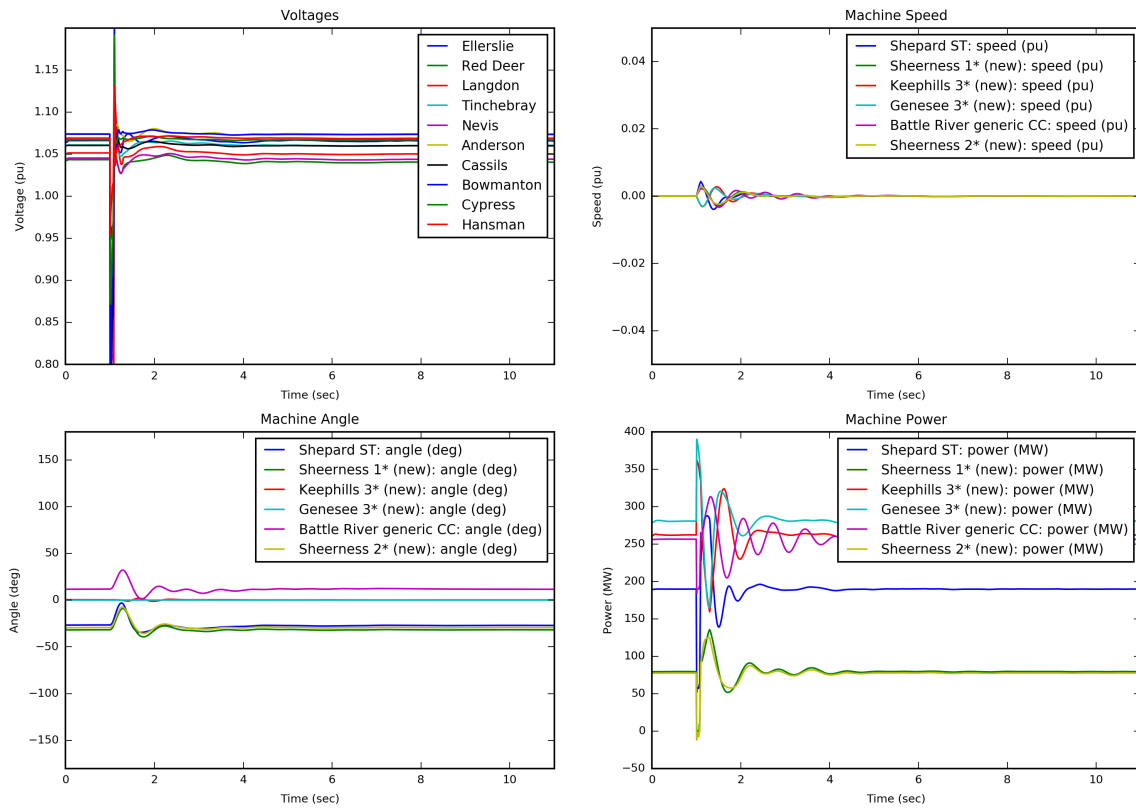 Voltages
Voltage (pu)
1.15
1.10
1.05
1.00
0.95
0.90
0.85
0.80
0 2 4 6 8 10
Time (sec)
Ellerslie
Red Deer
Langdon
Tinchebray
Nevis
Anderson
Cassils
Bowmanton
Cypress
Hansman
Machine Speed
Speed (pu)
0.04
0.02
0.00
−0.02
−0.04
0 2 4 6 8 10
Time (sec)
Shepard ST: speed (pu)
Sheerness 1* (new): speed (pu)
Keephills 3* (new): speed (pu)
Genesee 3* (new): speed (pu)
Battle River generic CC: speed (pu)
Sheerness 2* (new): speed (pu)
Machine Angle
Angle (deg)
150
100
50
0
−50
−100
−150
0 2 4 6 8 10
Time (sec)
Shepard ST: angle (deg)
Sheerness 1* (new): angle (deg)
Keephills 3* (new): angle (deg)
Genesee 3* (new): angle (deg)
Battle River generic CC: angle (deg)
Sheerness 2* (new): angle (deg)
Machine Power
Power (MW)
400
350
300
250
200
150
100
50
0
−50
0 2 4 6 8 10
Time (sec)
Shepard ST: power (MW)
Sheerness 1* (new): power (MW)
Keephills 3* (new): power (MW)
Genesee 3* (new): power (MW)
Battle River generic CC: power (MW)
Sheerness 2* (new): power (MW)